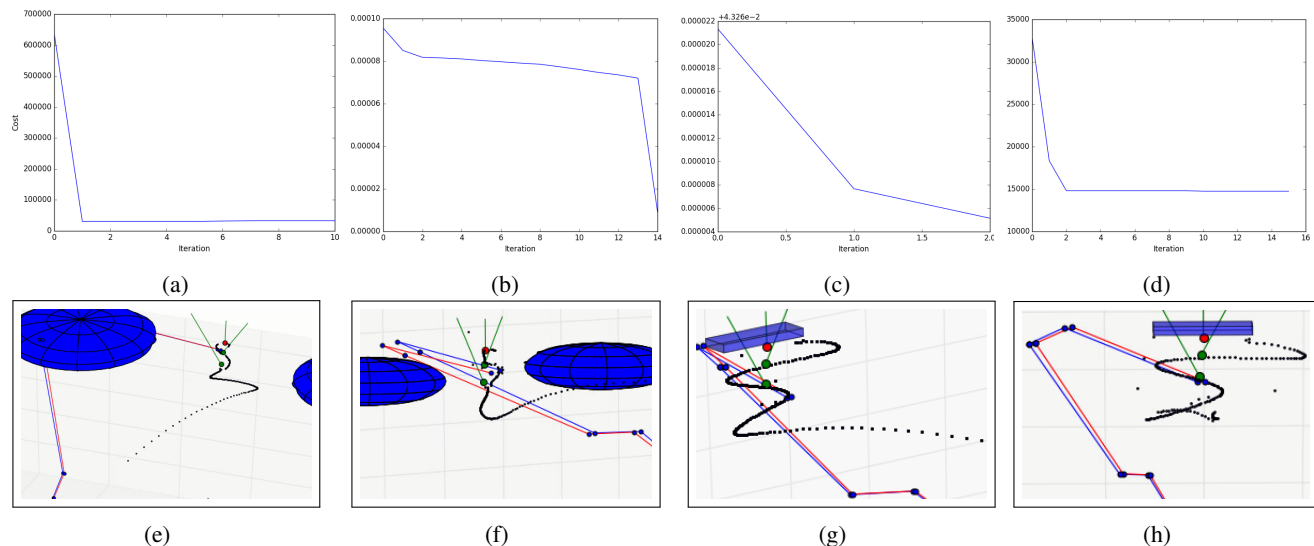 700000
600000
500000
400000
300000
200000
100000
0
Cost
0 2 4 6 8 10
Iteration
(a)
0.00010
0.00008
0.00006
0.00004
0.00002
0.00000
0 2 4 6 8 10 12 14
Iteration
(b)
+4.326e−2
0.000022
0.000020
0.000018
0.000016
0.000014
0.000012
0.000010
0.000008
0.000006
0.000004
0.0 0.5 1.0 1.5 2.0
Iteration
(c)
35000
30000
25000
20000
15000
10000
0 2 4 6 8 10 12 14 16
Iteration
(d)
(e)
(f)
(g)
(h)